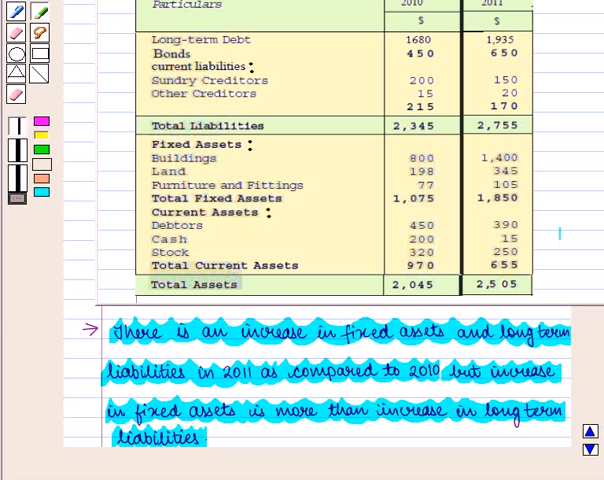 Particulars 2010 2011
$ $
Long-term Debt 1680 1,935
Bonds 450 650
current liabilities :
Sundry Creditors 200 150
Other Creditors 15 20
215 170
Total Liabilities 2,345 2,755
Fixed Assets :
Buildings 800 1,400
Land 198 345
Furniture and Fittings 77 105
Total Fixed Assets 1,075 1,850
Current Assets :
Debtors 450 390
Cash 200 15
Stock 320 250
Total Current Assets 970 655
Total Assets 2,045 2,505
→ There is an increase in fixed assets and long term
liabilities in 2011 as compared to 2010 but increase
in fixed assets is more than increase in long term
liabilities.